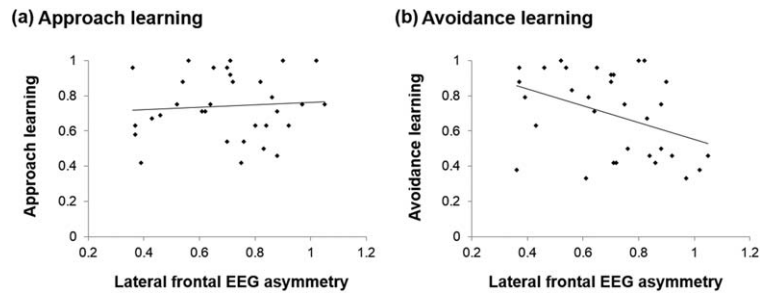 (a) Approach learning
Approach learning
1
0.8
0.6
0.4
0.2
0
0.2 0.4 0.6 0.8 1 1.2
Lateral frontal EEG asymmetry
(b) Avoidance learning
Avoidance learning
1
0.8
0.6
0.4
0.2
0
0.2 0.4 0.6 0.8 1 1.2
Lateral frontal EEG asymmetry